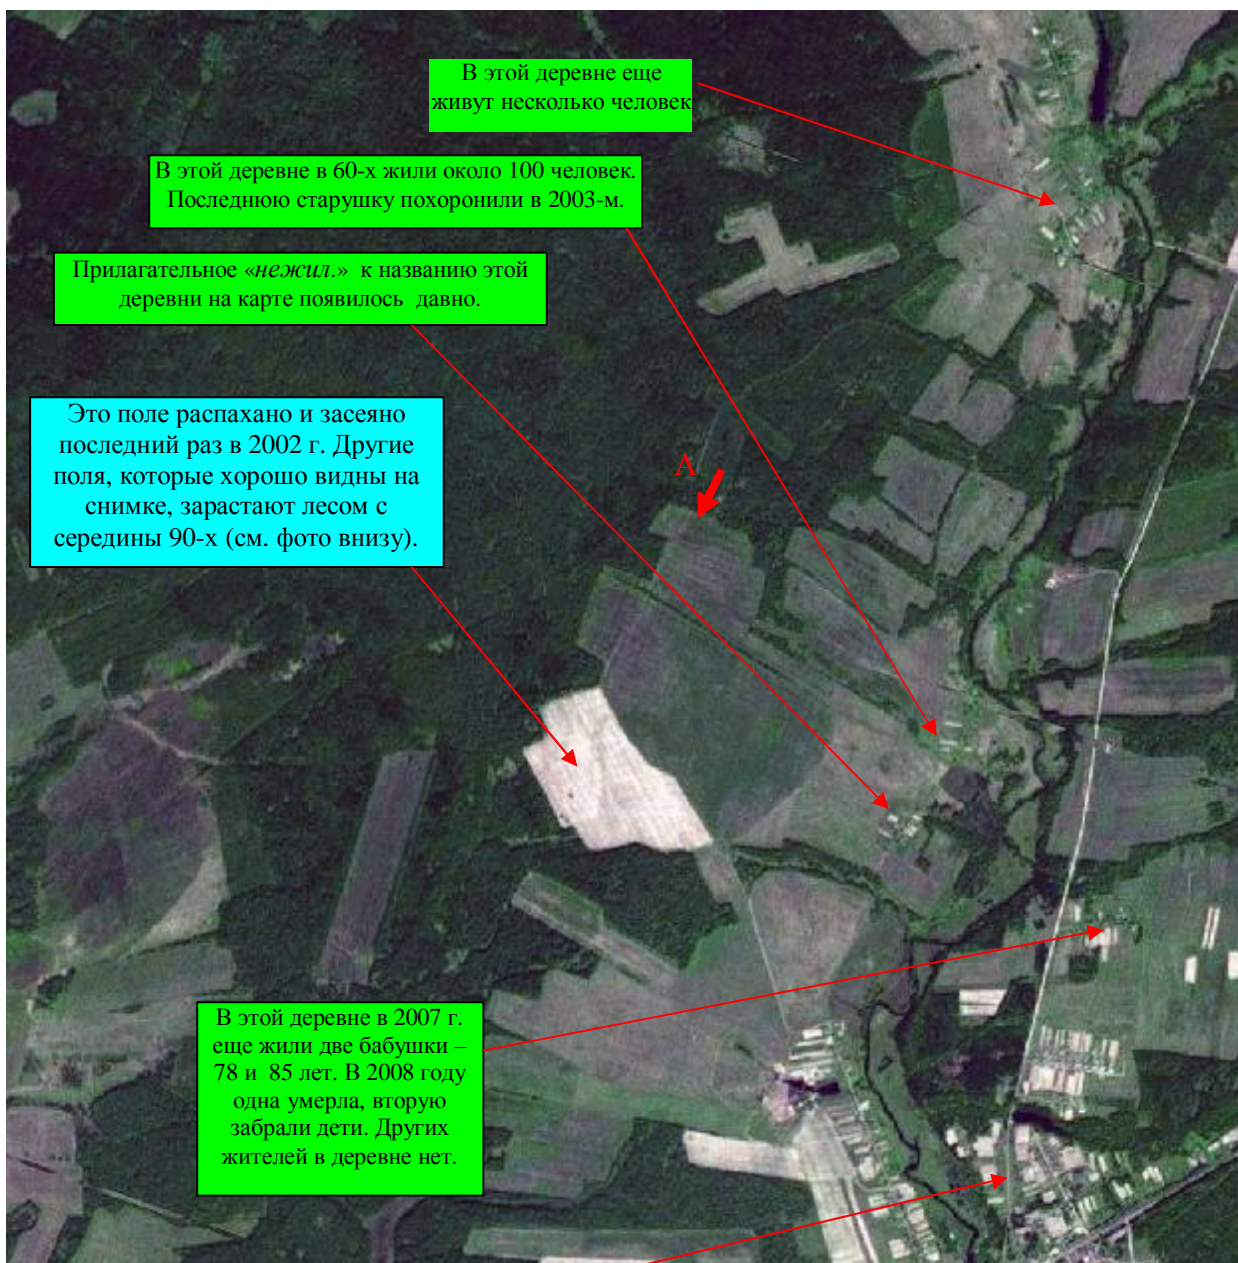 В этой деревне еще
живут несколько человек
В этой деревне в 60-х жили около 100 человек.
Последнюю старушку похоронили в 2003-м.
Прилагательное «нежил.» к названию этой
деревни на карте появилось давно.
Это поле распахано и засеяно
последний раз в 2002 г. Другие
поля, которые хорошо видны на
снимке, зарастают лесом с
середины 90-х (см. фото внизу).
А
В этой деревне в 2007 г.
еще жили две бабушки –
78 и 85 лет. В 2008 году
одна умерла, вторую
забрали дети. Других
жителей в деревне нет.